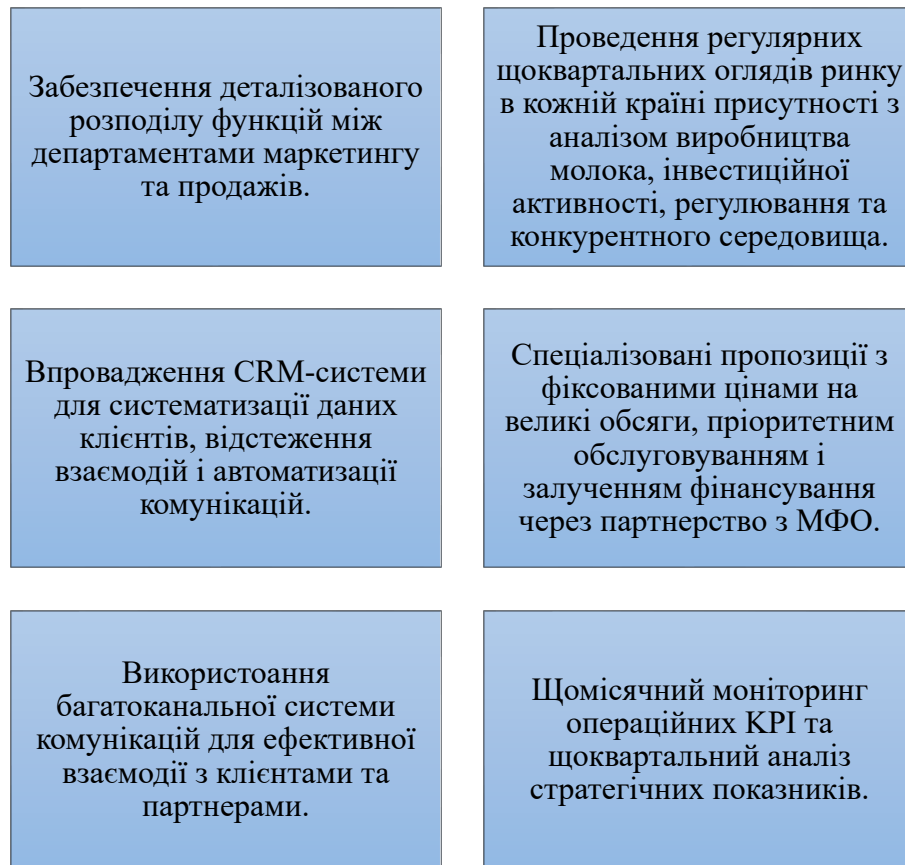 Забезпечення деталізованого
розподілу функцій між
департаментами маркетингу
та продажів.
Проведення регулярних
щоквартальних оглядів ринку
в кожній країні присутності з
аналізом виробництва
молока, інвестиційної
активності, регулювання та
конкурентного середовища.
Впровадження CRM-системи
для систематизації даних
клієнтів, відстеження
взаємодій і автоматизації
комунікацій.
Спеціалізовані пропозиції з
фіксованими цінами на
великі обсяги, пріоритетним
обслуговуванням і
залученням фінансування
через партнерство з МФО.
Використоання
багатоканальної системи
комунікацій для ефективної
взаємодії з клієнтами та
партнерами.
Щомісячний моніторинг
операційних KPI та
щоквартальний аналіз
стратегічних показників.